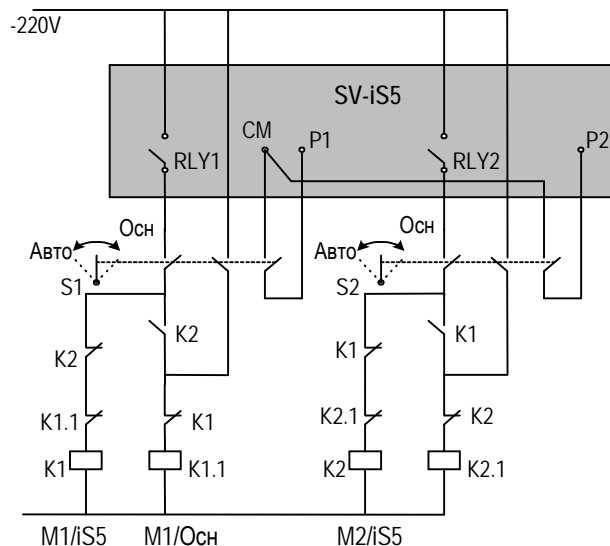 -220V
SV-iS5
CM P1 P2
RLY1 RLY2
Осн Осн
Авто Авто
S1 S2
K2 K1
K2 K1
K1.1 K1 K2.1 K2
K1 K1.1 K2 K2.1
M1/iS5 M1/Осн M2/iS5